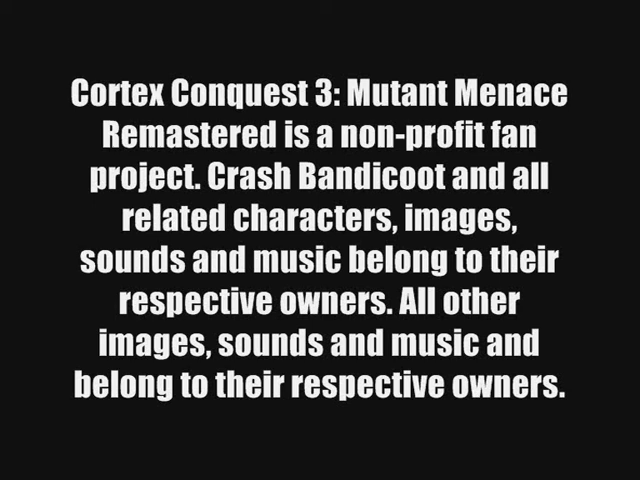 Cortex Conquest 3: Mutant Menace
Remastered is a non-profit fan
project. Crash Bandicoot and all
related characters, images,
sounds and music belong to their
respective owners. All other
images, sounds and music and
belong to their respective owners.